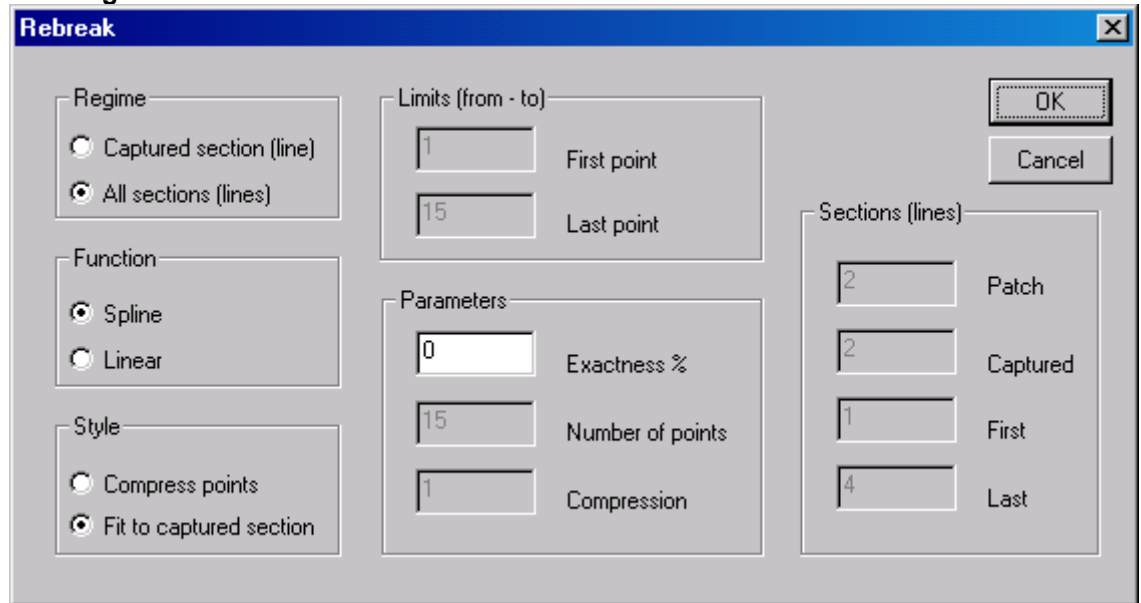 Rebreak
Regime
Captured section (line)
All sections (lines)
Function
Spline
Linear
Style
Compress points
Fit to captured section
Limits (from - to)
1
First point
15
Last point
Parameters
0
Exactness %
15
Number of points
1
Compression
OK
Cancel
Sections (lines)
2
Patch
2
Captured
1
First
4
Last